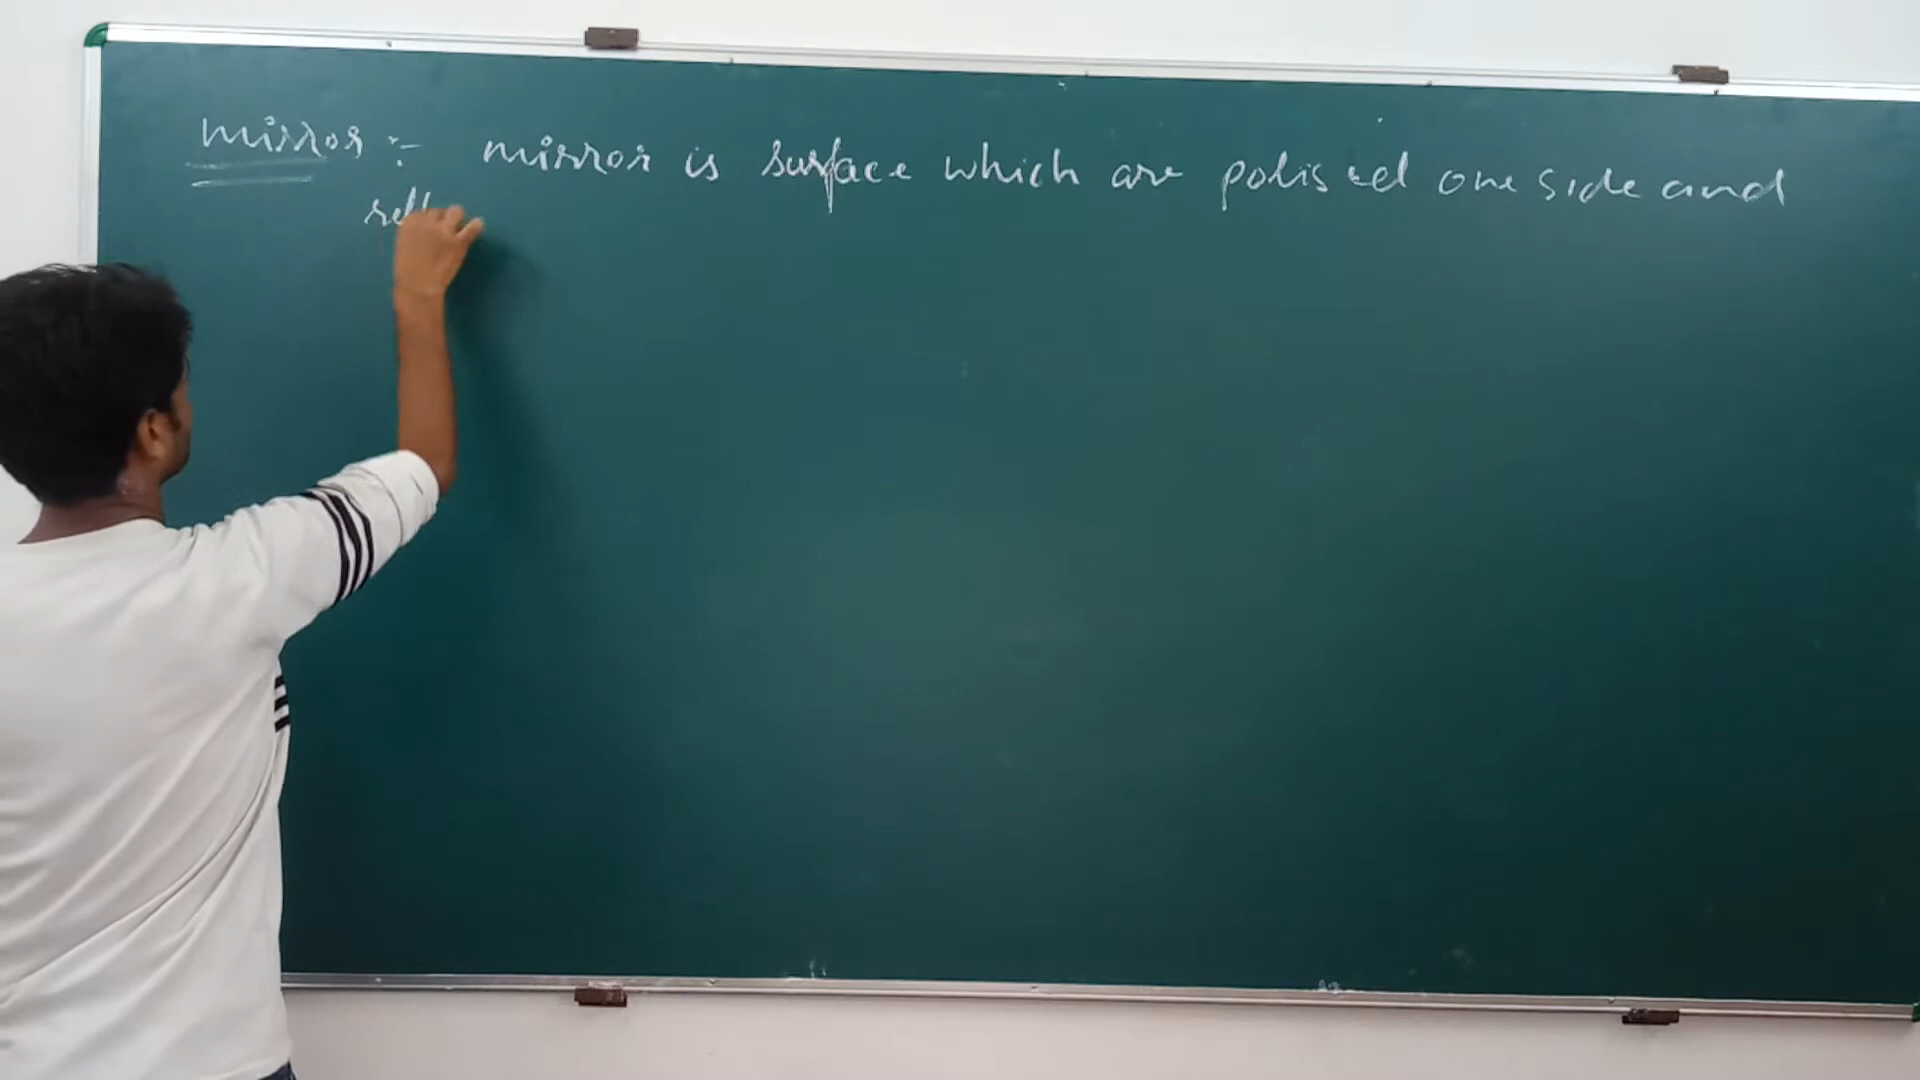 mirror :- mirror is surface which are polised one side and